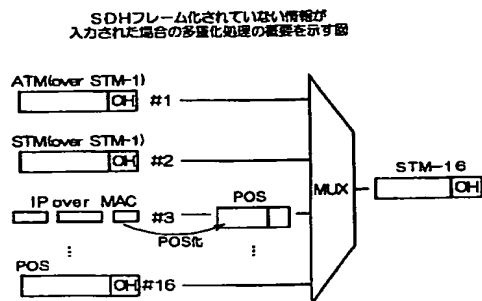 SDHフレーム化されていない情報が
入力された場合の多重化処理の概要を示す図
ATM(over STM-1)
OH #1
STM(over STM-1)
OH #2
STM-16
MUX
OH
IP over MAC
#3
POS
POS化
⋮
⋮
POS
OH #16